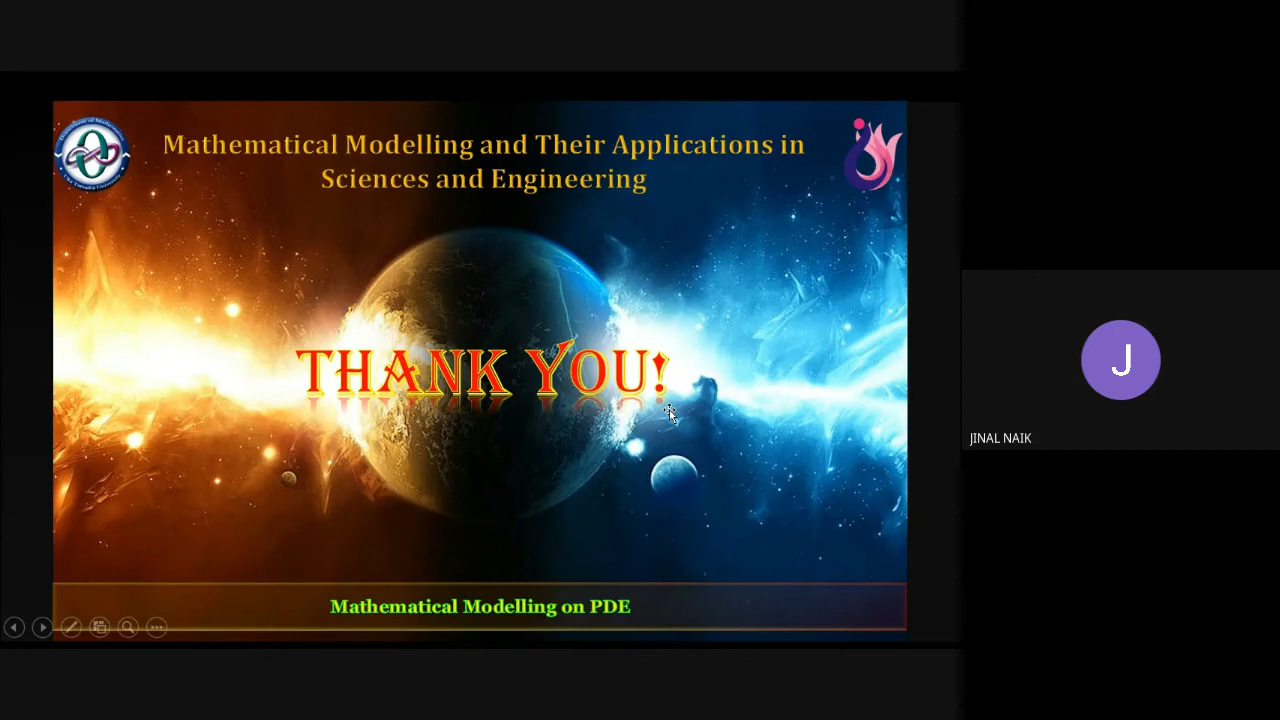 Mathematical Modelling and Their Applications in
Sciences and Engineering
THANK YOU!
Mathematical Modelling on PDE
J
JINAL NAIK